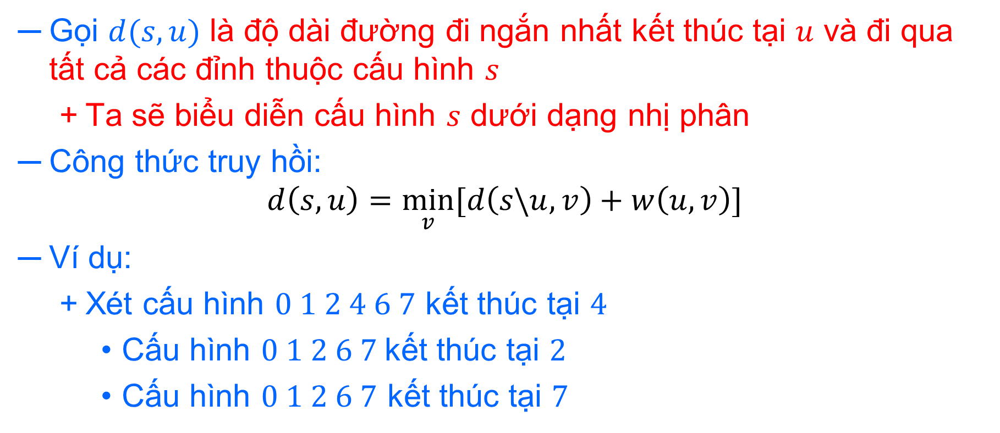 — Gọi d(s, u) là độ dài đường đi ngắn nhất kết thúc tại u và đi qua
tất cả các đỉnh thuộc cấu hình s
+ Ta sẽ biểu diễn cấu hình s dưới dạng nhị phân
— Công thức truy hồi:
d(s, u) = min[d(s\u, v) + w(u, v)]
v
— Ví dụ:
+ Xét cấu hình 0 1 2 4 6 7 kết thúc tại 4
• Cấu hình 0 1 2 6 7 kết thúc tại 2
• Cấu hình 0 1 2 6 7 kết thúc tại 7